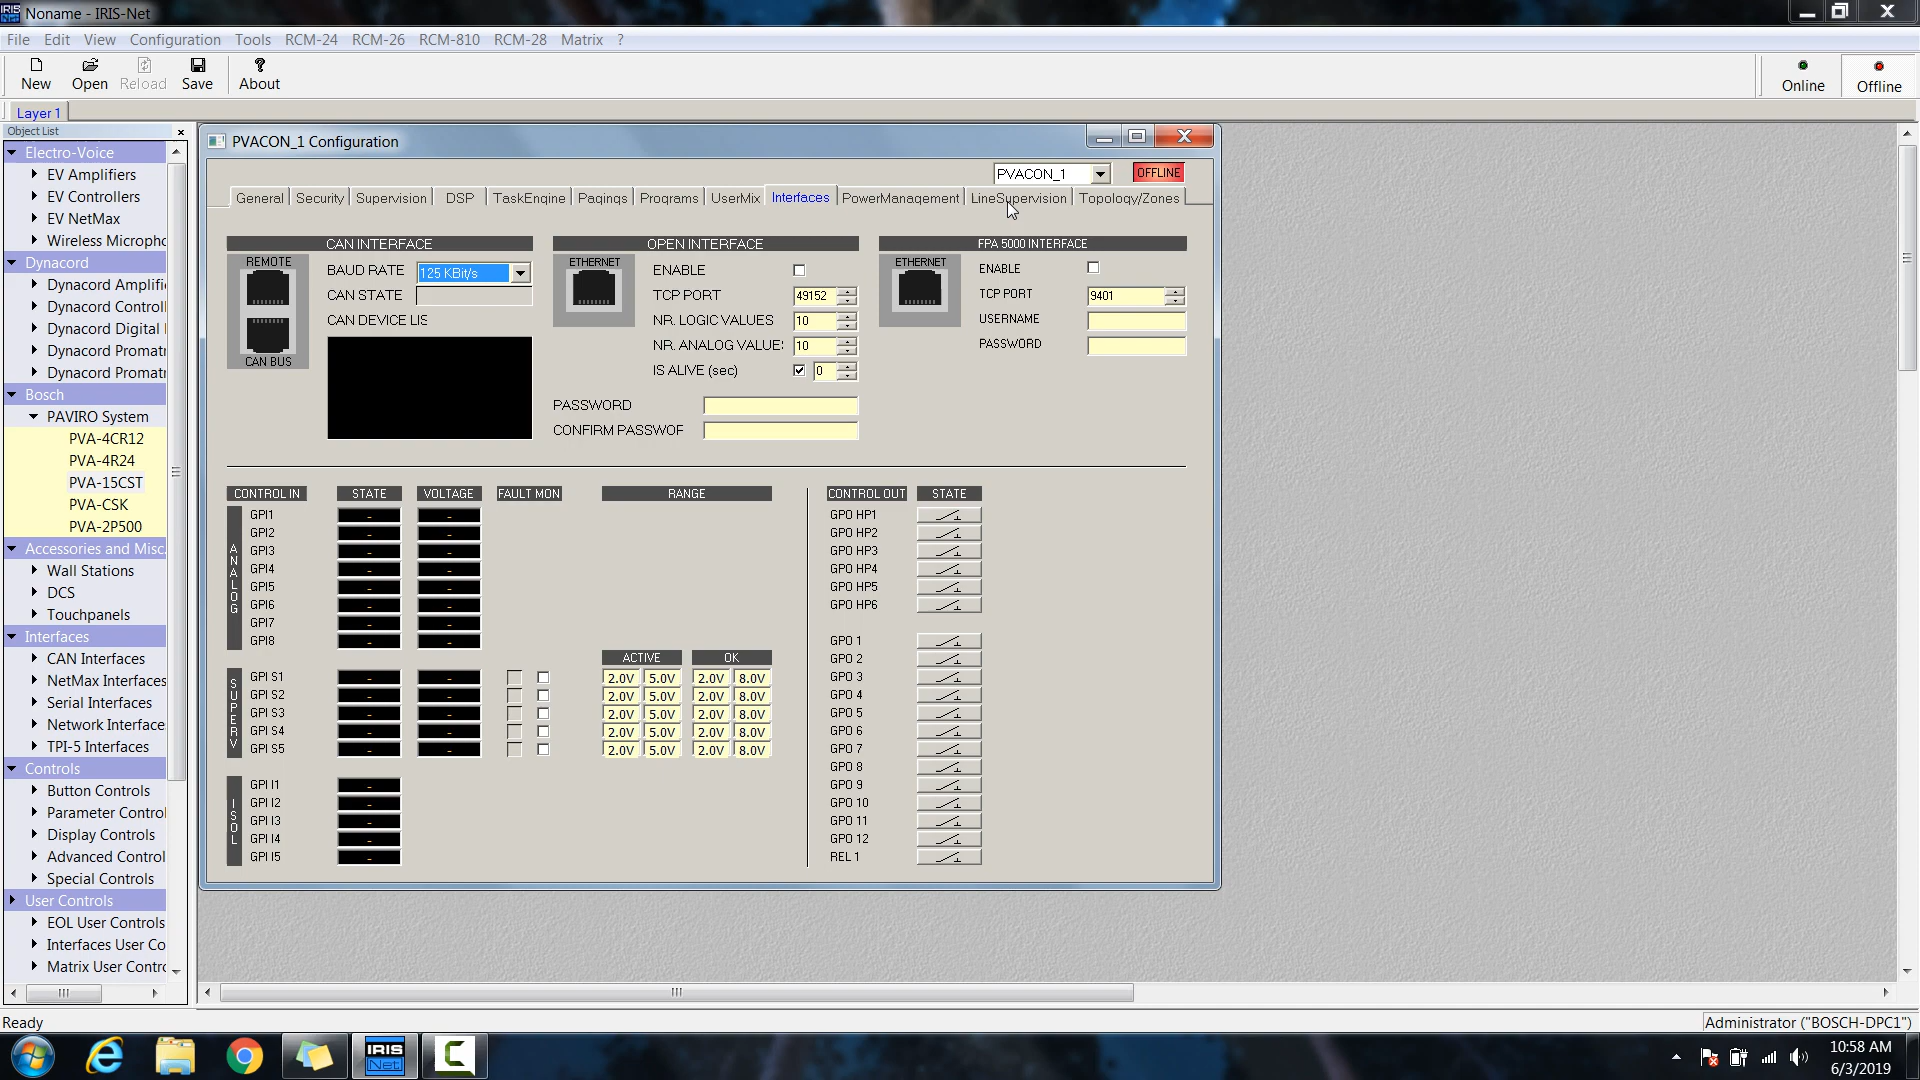 Noname - IRIS-Net
File Edit View Configuration Tools RCM-24 RCM-26 RCM-810 RCM-28 Matrix ?
New Open Reload Save About Online Offline
Layer 1
Object List
Electro-Voice
EV Amplifiers
EV Controllers
EV NetMax
Wireless Microphc
Dynacord
Dynacord Amplifi
Dynacord Controll
Dynacord Digital
Dynacord Promatr
Dynacord Promatr
Bosch
PAVIRO System
PVA-4CR12
PVA-4R24
PVA-15CST
PVA-CSK
PVA-2P500
Accessories and Misc.
Wall Stations
DCS
Touchpanels
Interfaces
CAN Interfaces
NetMax Interfaces
Serial Interfaces
Network Interface:
TPI-5 Interfaces
Controls
Button Controls
Parameter Control
Display Controls
Advanced Control
Special Controls
User Controls
EOL User Controls
Interfaces User Co
Matrix User Contro
PVACON_1 Configuration
PVACON_1 OFFLINE
General Security Supervision DSP TaskEngine Pagings Programs UserMix Interfaces PowerManagement LineSupervision Topology/Zones
CAN INTERFACE
REMOTE
CAN BUS
BAUD RATE 125 KBit/s
CAN STATE
CAN DEVICE LIS
OPEN INTERFACE
ETHERNET
ENABLE
TCP PORT 49152
NR. LOGIC VALUES 10
NR. ANALOG VALUE: 10
IS ALIVE (sec) 0
PASSWORD
CONFIRM PASSWOF
FPA 5000 INTERFACE
ETHERNET
ENABLE
TCP PORT 9401
USERNAME
PASSWORD
CONTROL IN STATE VOLTAGE FAULT MON RANGE
ANALOG
GPI1 - -
GPI2 - -
GPI3 - -
GPI4 - -
GPI5 - -
GPI6 - -
GPI7 - -
GPI8 - -
ACTIVE OK
SUPERV
GPI S1 - - 2.0V 5.0V 2.0V 8.0V
GPI S2 - - 2.0V 5.0V 2.0V 8.0V
GPI S3 - - 2.0V 5.0V 2.0V 8.0V
GPI S4 - - 2.0V 5.0V 2.0V 8.0V
GPI S5 - - 2.0V 5.0V 2.0V 8.0V
ISOL
GPI I1 -
GPI I2 -
GPI I3 -
GPI I4 -
GPI I5 -
CONTROL OUT STATE
GPO HP1
GPO HP2
GPO HP3
GPO HP4
GPO HP5
GPO HP6
GPO 1
GPO 2
GPO 3
GPO 4
GPO 5
GPO 6
GPO 7
GPO 8
GPO 9
GPO 10
GPO 11
GPO 12
REL 1
Ready
Administrator ("BOSCH-DPC1")
IRIS
Net
10:58 AM
6/3/2019